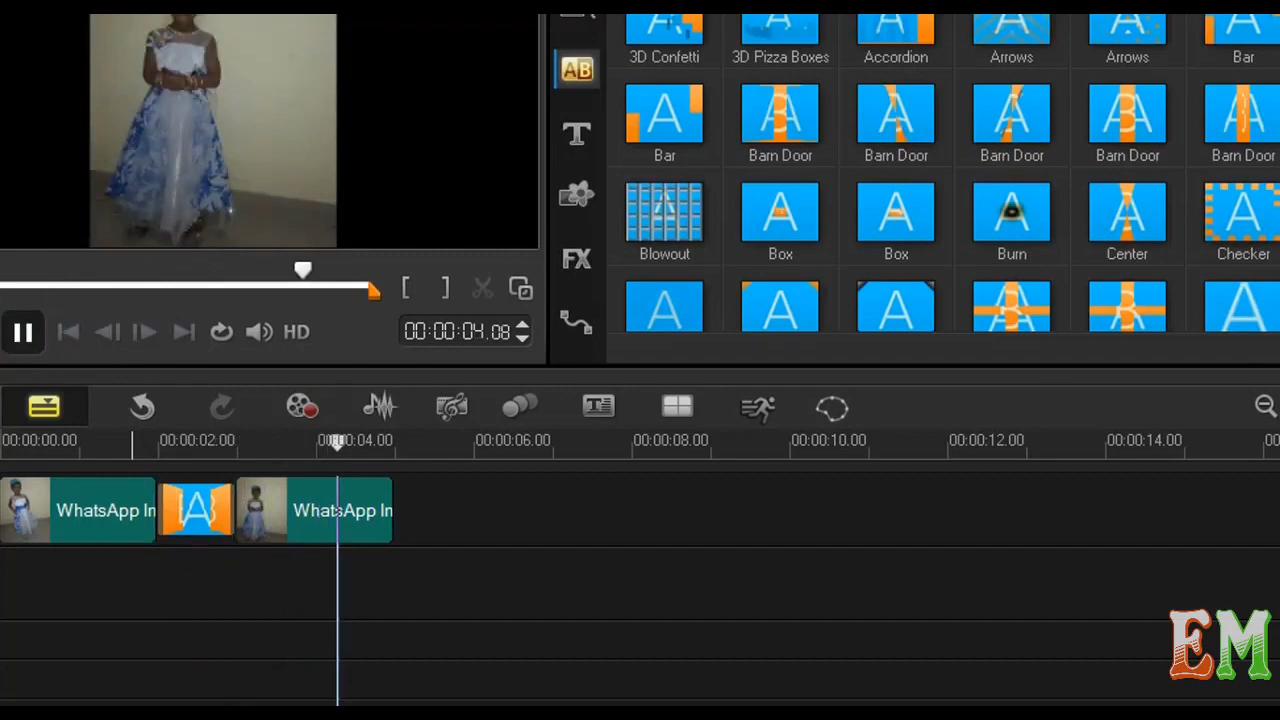 3D Confetti 3D Pizza Boxes Accordion Arrows Arrows Bar
AB
T
Bar Barn Door Barn Door Barn Door Barn Door Barn Door
Blowout Box Box Burn Center Checker
FX
[ ] 
HD 00:00:04.08
00:00:00.00 00:00:02.00 00:00:04.00 00:00:06.00 00:00:08.00 00:00:10.00 00:00:12.00 00:00:14.00
WhatsApp In A WhatsApp In
EM